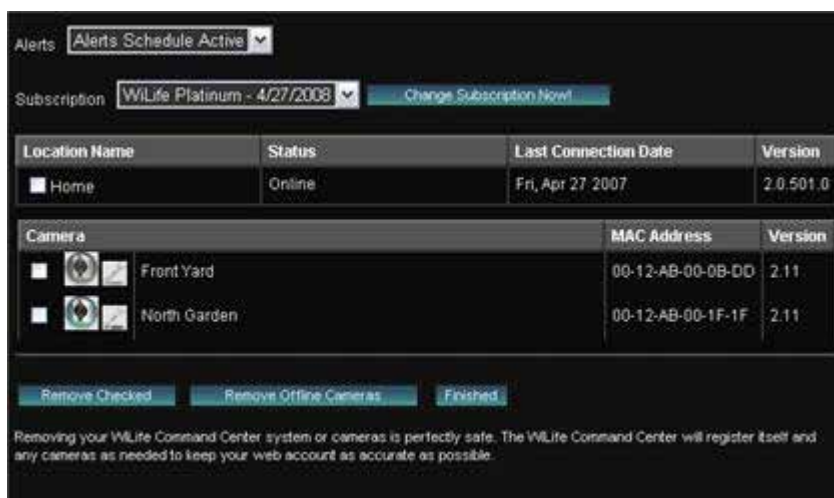 Alerts Alerts Schedule Active
Subscription WiLife Platinum - 4/27/2008 Change Subscription Now!
Location Name Status Last Connection Date Version
Home Online Fri, Apr 27 2007 2.0.501.0
Camera MAC Address Version
Front Yard 00-12-AB-00-0B-DD 2.11
North Garden 00-12-AB-00-1F-1F 2.11
Remove Checked Remove Offline Cameras Finished
Removing your WiLife Command Center system or cameras is perfectly safe. The WiLife Command Center will register itself and
any cameras as needed to keep your web account as accurate as possible.